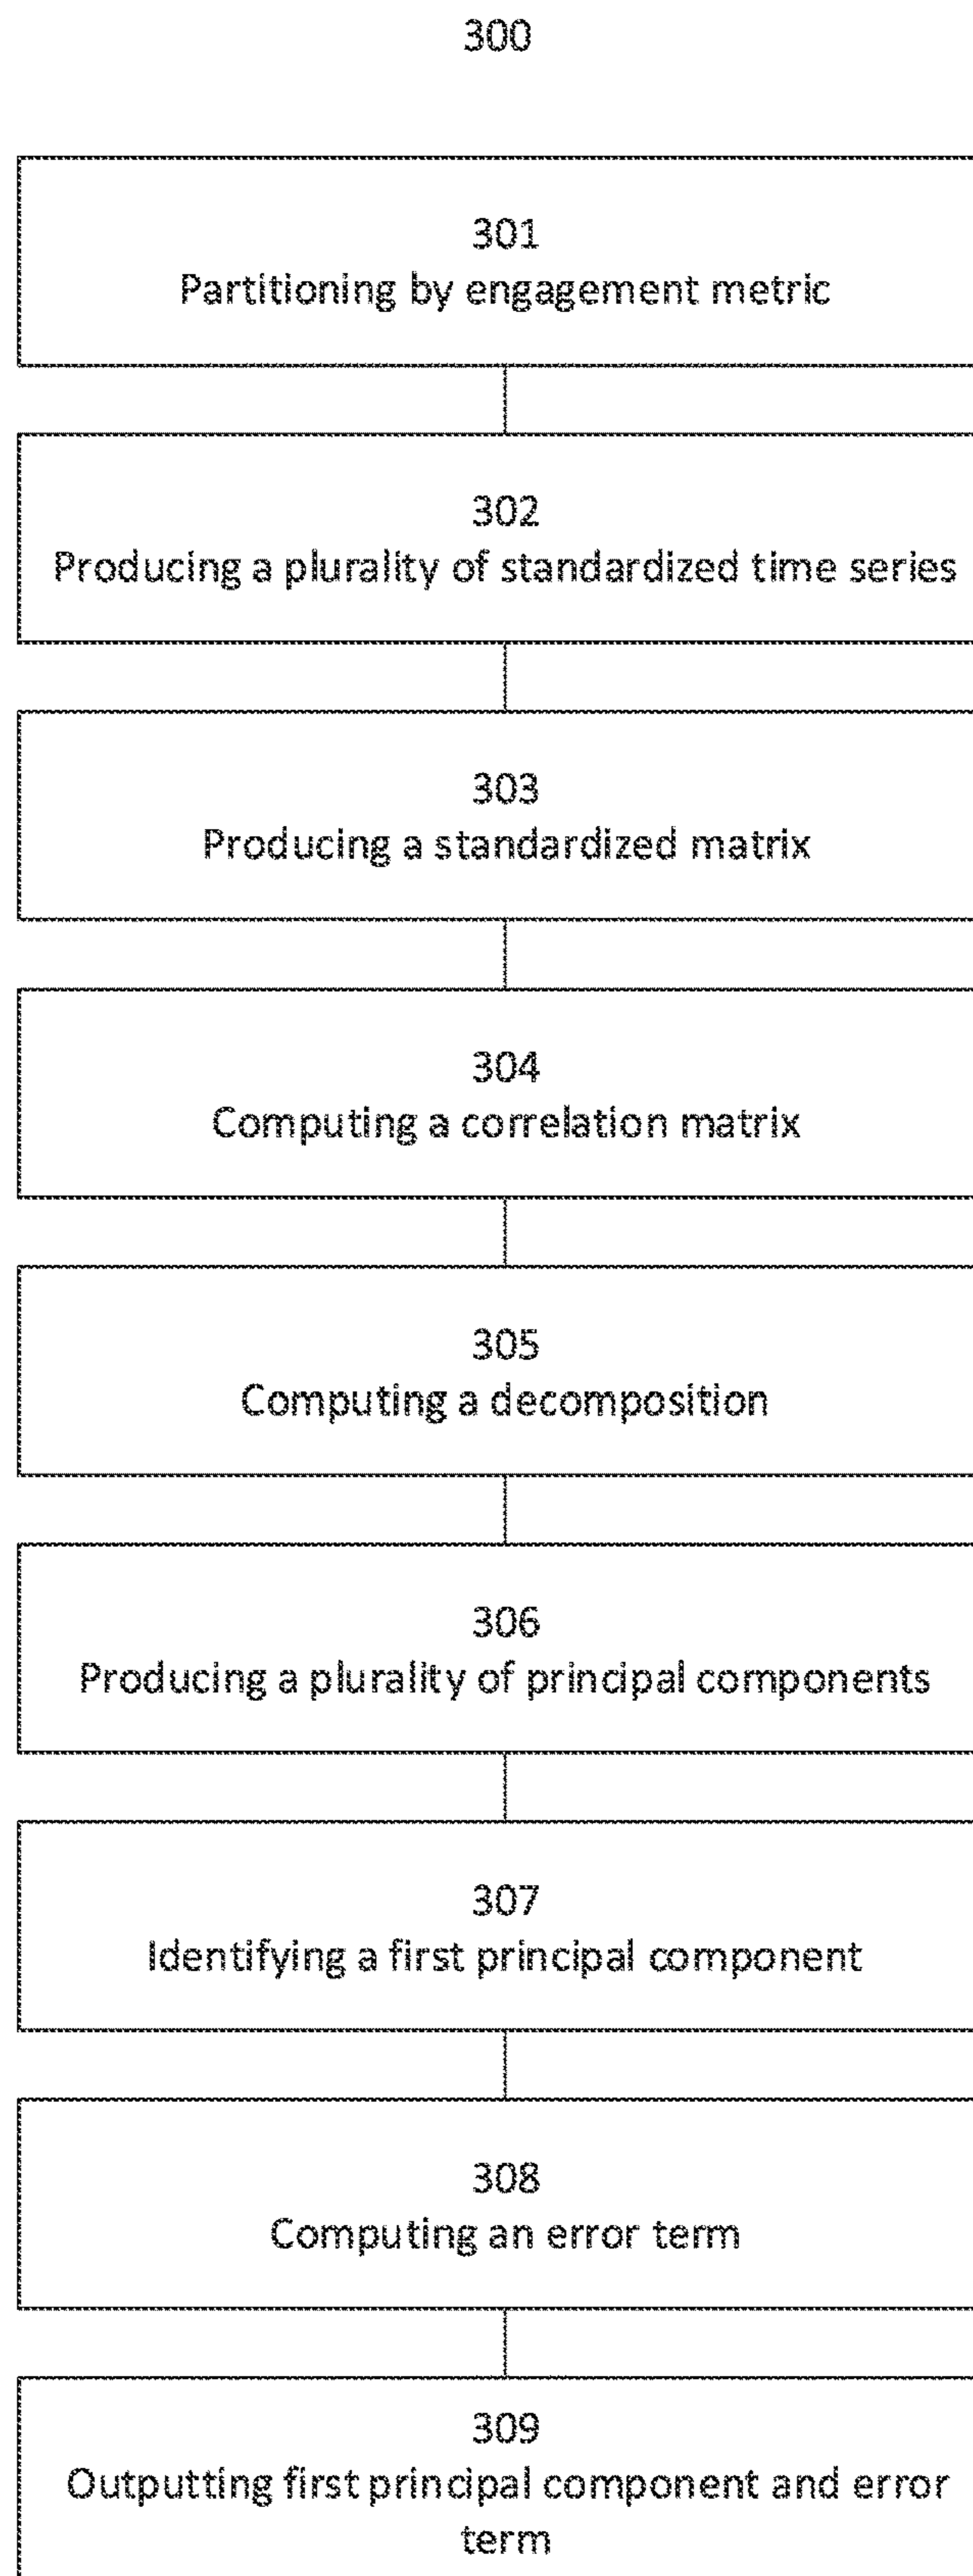 300
301
Partitioning by engagement metric
302
Producing a plurality of standardized time series
303
Producing a standardized matrix
304
Computing a correlation matrix
305
Computing a decomposition
306
Producing a plurality of principal components
307
Identifying a first principal component
308
Computing an error term
309
Outputting first principal component and error
term